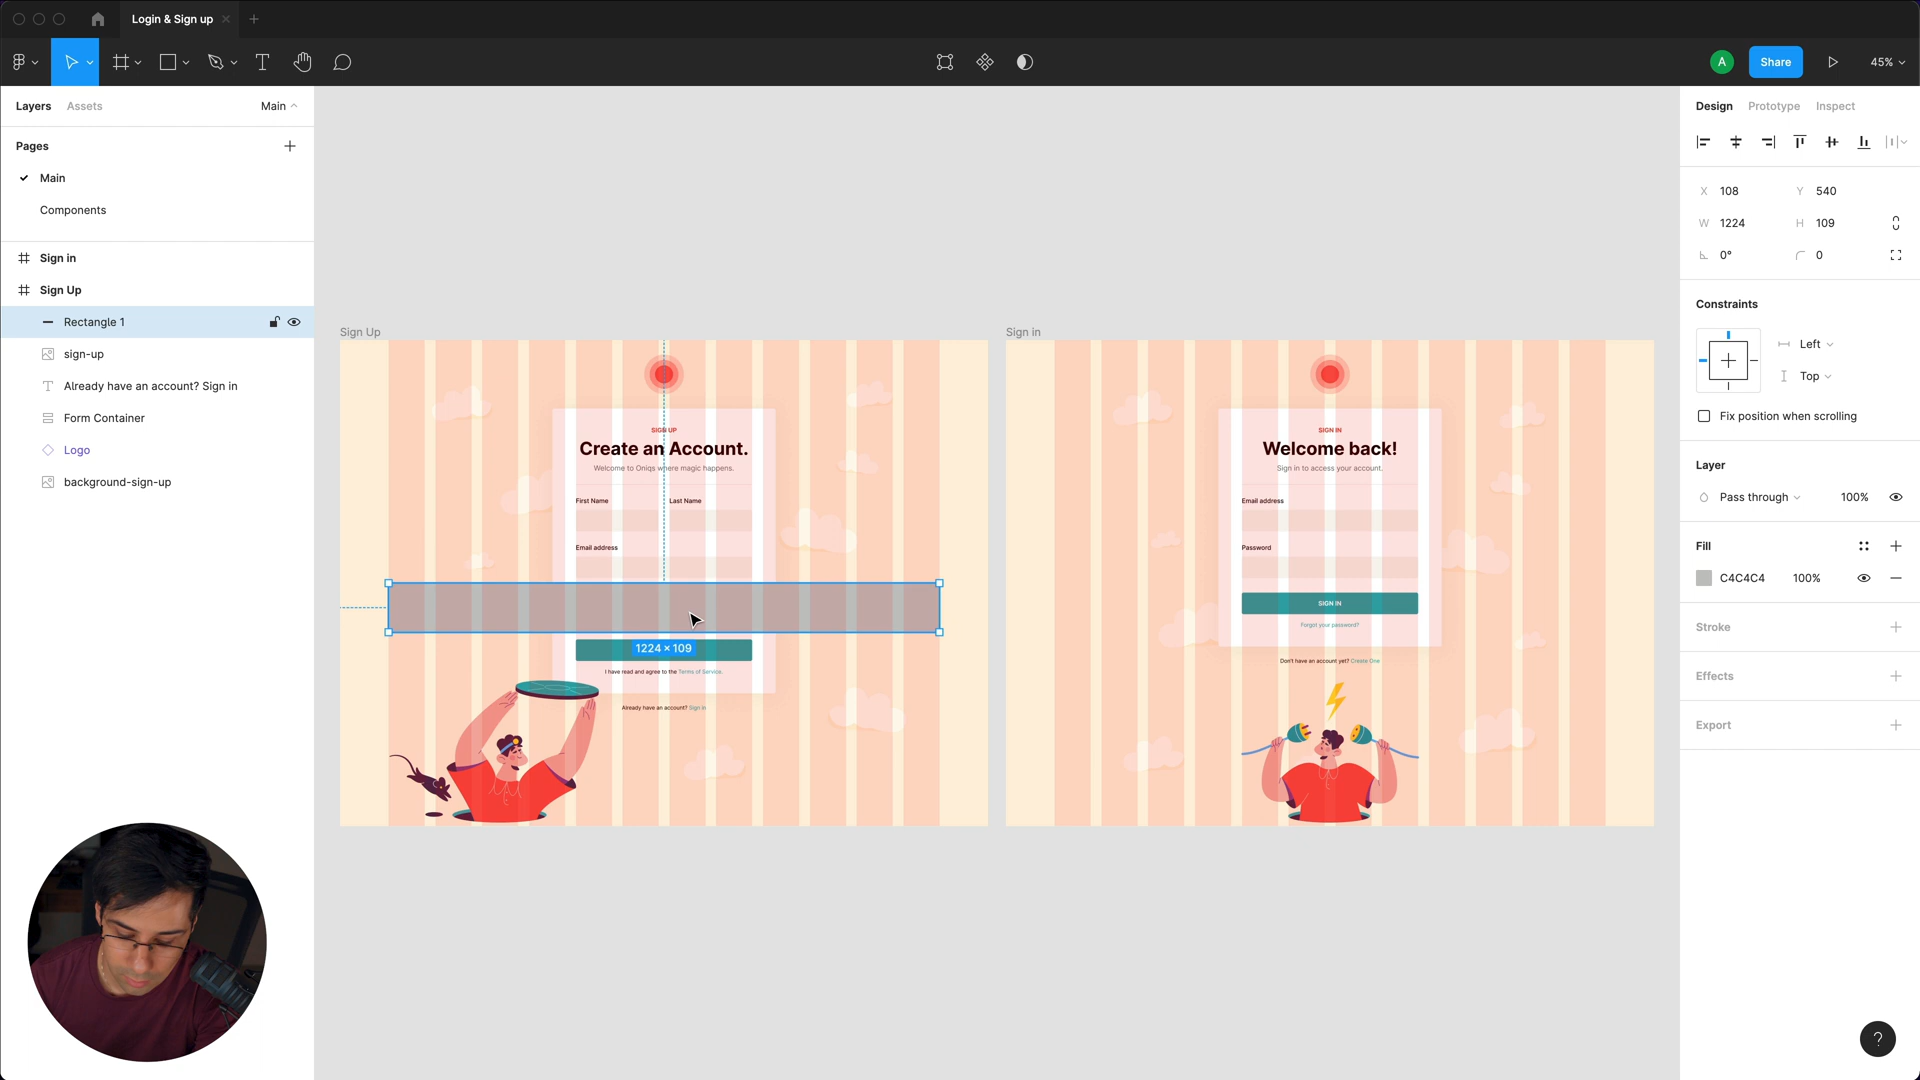 Login & Sign up
A
Share
45%
Layers
Assets
Main
Pages
Main
Components
Sign in
Sign Up
Rectangle 1
sign-up
Already have an account? Sign in
Form Container
Logo
background-sign-up
Sign Up
SIGN UP
Create an Account.
Welcome to Oniqs where magic happens.
First Name
Last Name
Email address
1224 × 109
I have read and agree to the Terms of Service.
Already have an account? Sign in
Sign in
SIGN IN
Welcome back!
Sign in to access your account.
Email address
Password
SIGN IN
Forgot your password?
Don't have an account yet? Create One
Design
Prototype
Inspect
X 108
Y 540
W 1224
H 109
0°
0
Constraints
Left
Top
Fix position when scrolling
Layer
Pass through
100%
Fill
C4C4C4
100%
Stroke
Effects
Export
?